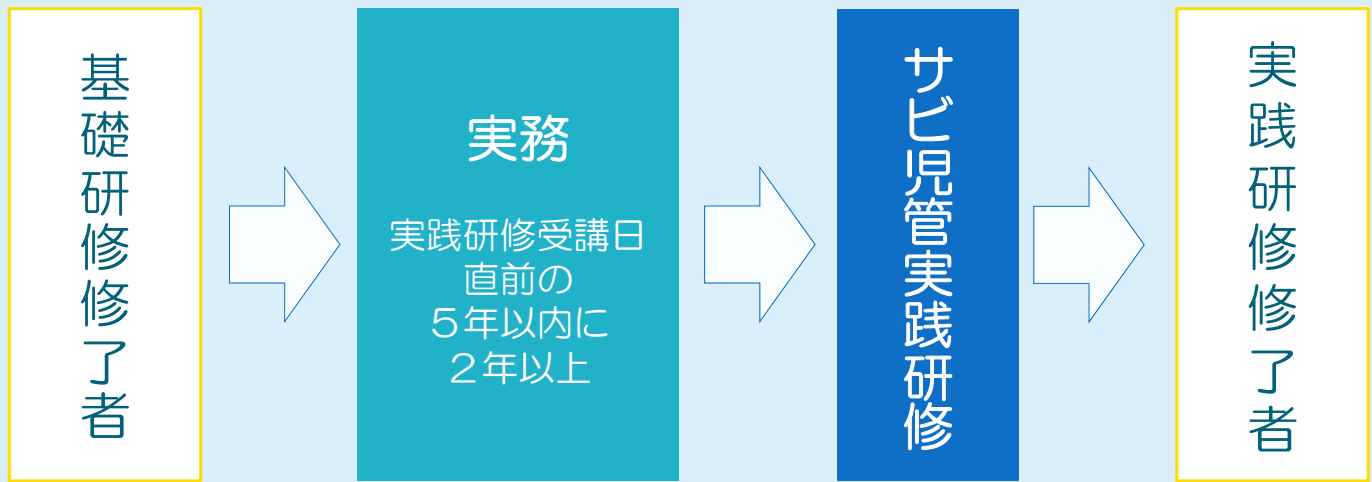 基礎研修修了者
実務
実践研修受講日
直前の
５年以内に
２年以上
サビ児管実践研修
実践研修修了者